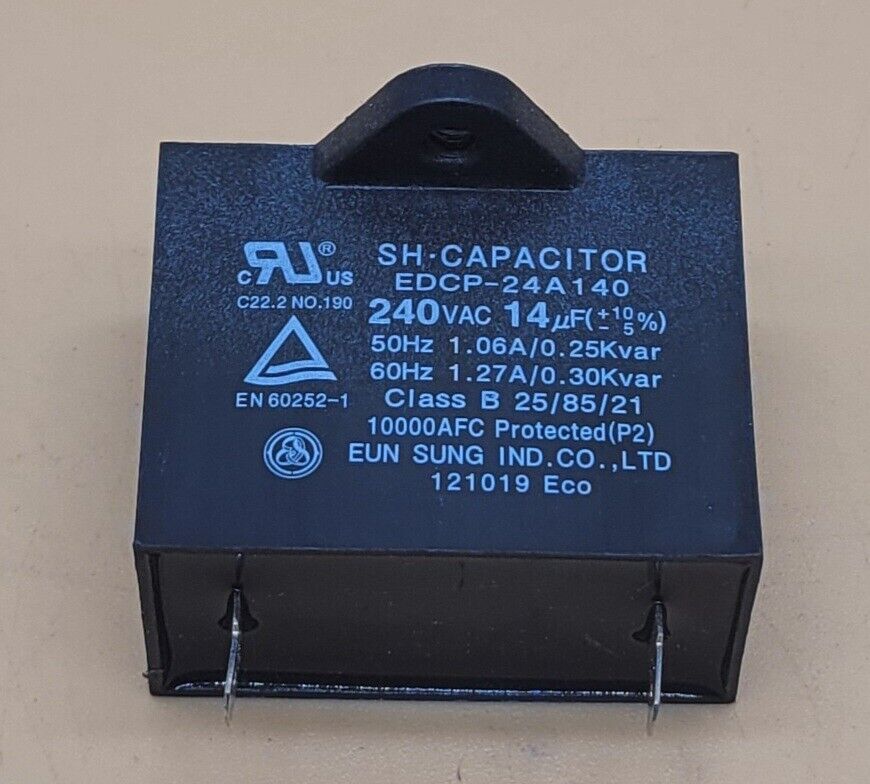 SH·CAPACITOR
EDCP-24A140
240VAC 14μF(+10/-5%)
50Hz 1.06A/0.25Kvar
60Hz 1.27A/0.30Kvar
Class B 25/85/21
10000AFC Protected(P2)
EUN SUNG IND.CO.,LTD
121019 Eco
C RU US ®
C22.2 NO.190
EN 60252-1